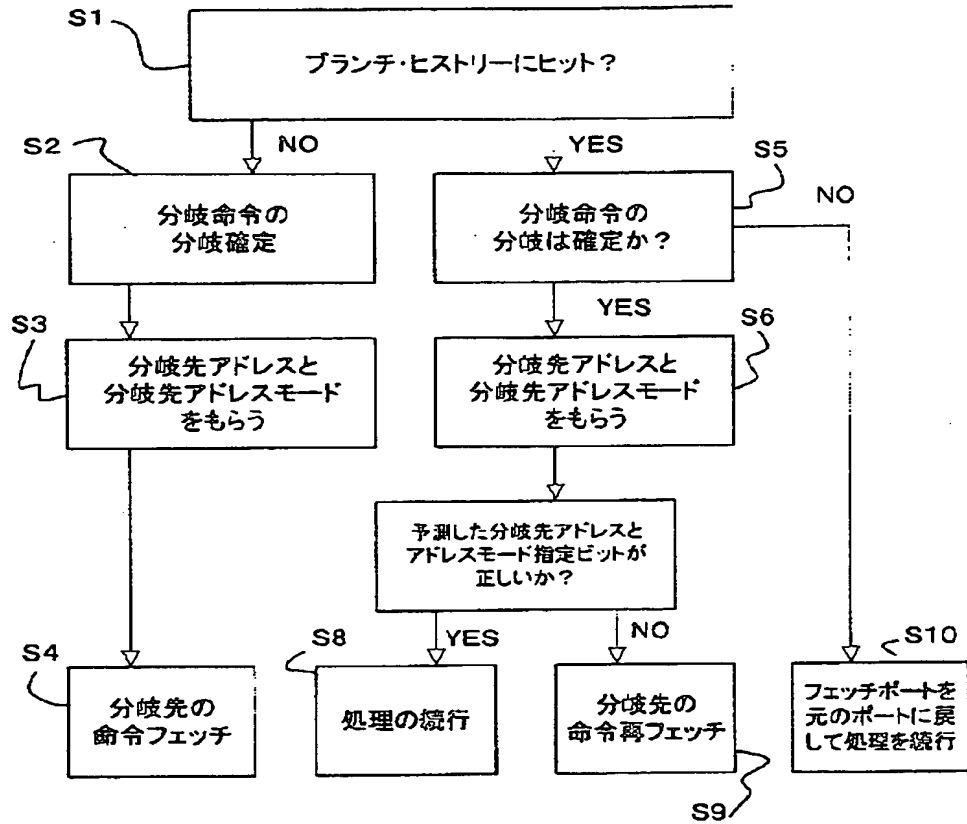 S1
ブランチ・ヒストリーにヒット?
NO
YES
S2
S5
NO
分岐命令の
分岐確定
分岐命令の
分岐は確定か?
S3
YES
S6
分岐先アドレスと
分岐先アドレスモード
をもらう
分岐先アドレスと
分岐先アドレスモード
をもらう
予測した分岐先アドレスと
アドレスモード指定ビットが
正しいか?
S4
S8
YES
NO
S10
分岐先の
命令フェッチ
処理の続行
分岐先の
命令再フェッチ
フェッチポートを
元のポートに戻
して処理を続行
S9